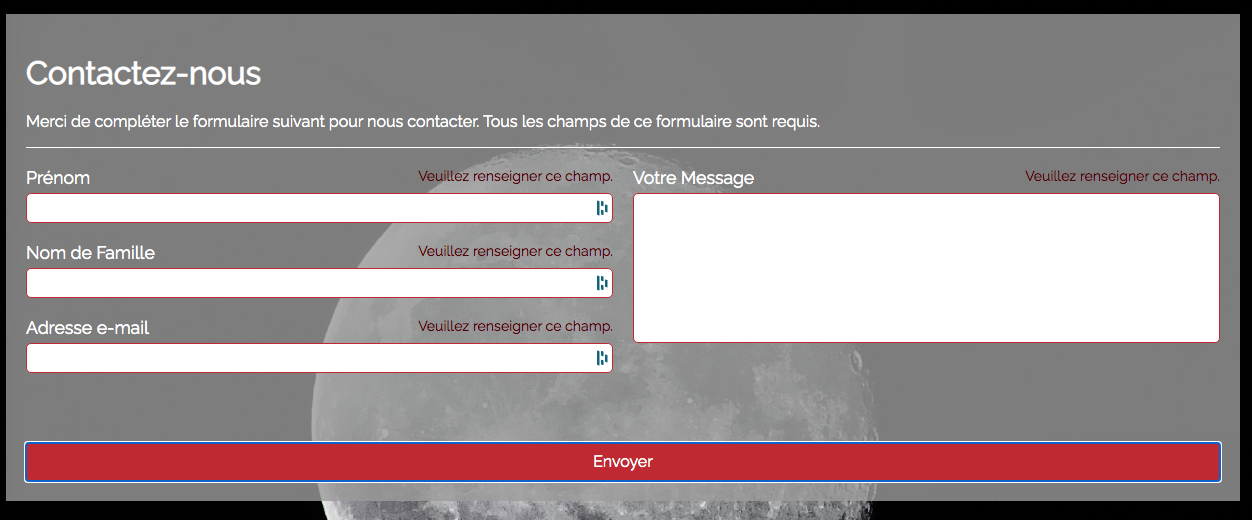 Contactez-nous
Merci de compléter le formulaire suivant pour nous contacter. Tous les champs de ce formulaire sont requis.
Prénom
Veuillez renseigner ce champ.
Nom de Famille
Veuillez renseigner ce champ.
Adresse e-mail
Veuillez renseigner ce champ.
Votre Message
Veuillez renseigner ce champ.
Envoyer